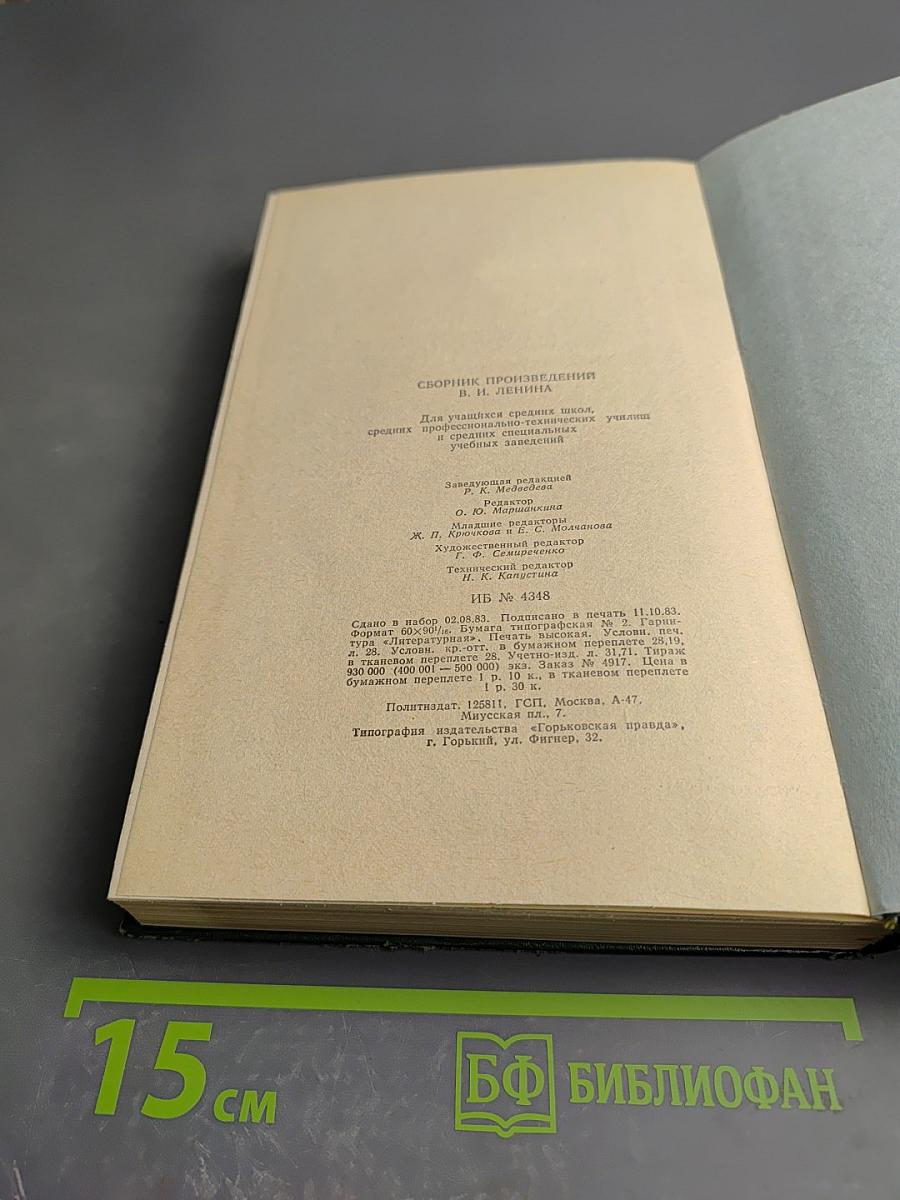 СБОРНИК ПРОИЗВЕДЕНИЙ
В. И. ЛЕНИНА
Для учащихся средних школ,
средних профессионально-технических училищ
и средних специальных
учебных заведений
Заведующая редакцией
Р. К. Медведева
Редактор
О. Ю. Маршанкина
Младшие редакторы
Ж. П. Крючкова и Е. С. Молчанова
Художественный редактор
Г. Ф. Семиреченко
Технический редактор
Н. К. Капустина
ИБ № 4348
Сдано в набор 02.08.83. Подписано в печать 11.10.83.
Формат 60×90¹/₁₆. Бумага типографская № 2. Гарни-
тура «Литературная». Печать высокая. Условн. печ.
л. 28. Условн. кр.-отт. в бумажном переплете 28,19,
в тканевом переплете 28. Учетно-изд. л. 31,71. Тираж
930 000 (400 001 — 500 000) экз. Заказ № 4917. Цена в
бумажном переплете 1 р. 10 к., в тканевом переплете
1 р. 30 к.
Политиздат. 125811, ГСП, Москва, А-47,
Миусская пл., 7.
Типография издательства «Горьковская правда»,
г. Горький, ул. Фигнер, 32.
15 см
БФ БИБЛИОФАН